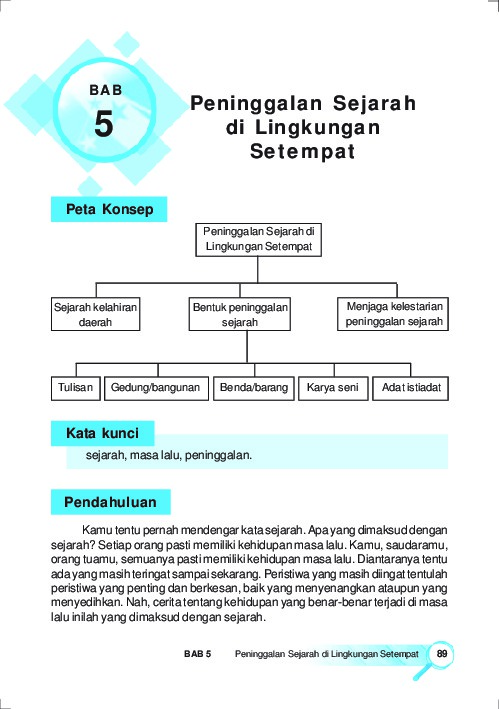 BAB
5
Peninggalan Sejarah
di Lingkungan
Setempat
Peta Konsep
Peninggalan Sejarah di
Lingkungan Setempat
Sejarah kelahiran
daerah
Bentuk peninggalan
sejarah
Menjaga kelestarian
peninggalan sejarah
Tulisan
Gedung/bangunan
Benda/barang
Karya seni
Adat istiadat
Kata kunci
sejarah, masa lalu, peninggalan.
Pendahuluan
Kamu tentu pernah mendengar kata sejarah. Apa yang dimaksud dengan
sejarah? Setiap orang pasti memiliki kehidupan masa lalu. Kamu, saudaramu,
orang tuamu, semuanya pasti memiliki kehidupan masa lalu. Diantaranya tentu
ada yang masih teringat sampai sekarang. Peristiwa yang masih diingat tentulah
peristiwa yang penting dan berkesan, baik yang menyenangkan ataupun yang
menyedihkan. Nah, cerita tentang kehidupan yang benar-benar terjadi di masa
lalu inilah yang dimaksud dengan sejarah.
BAB 5 Peninggalan Sejarah di Lingkungan Setempat 89